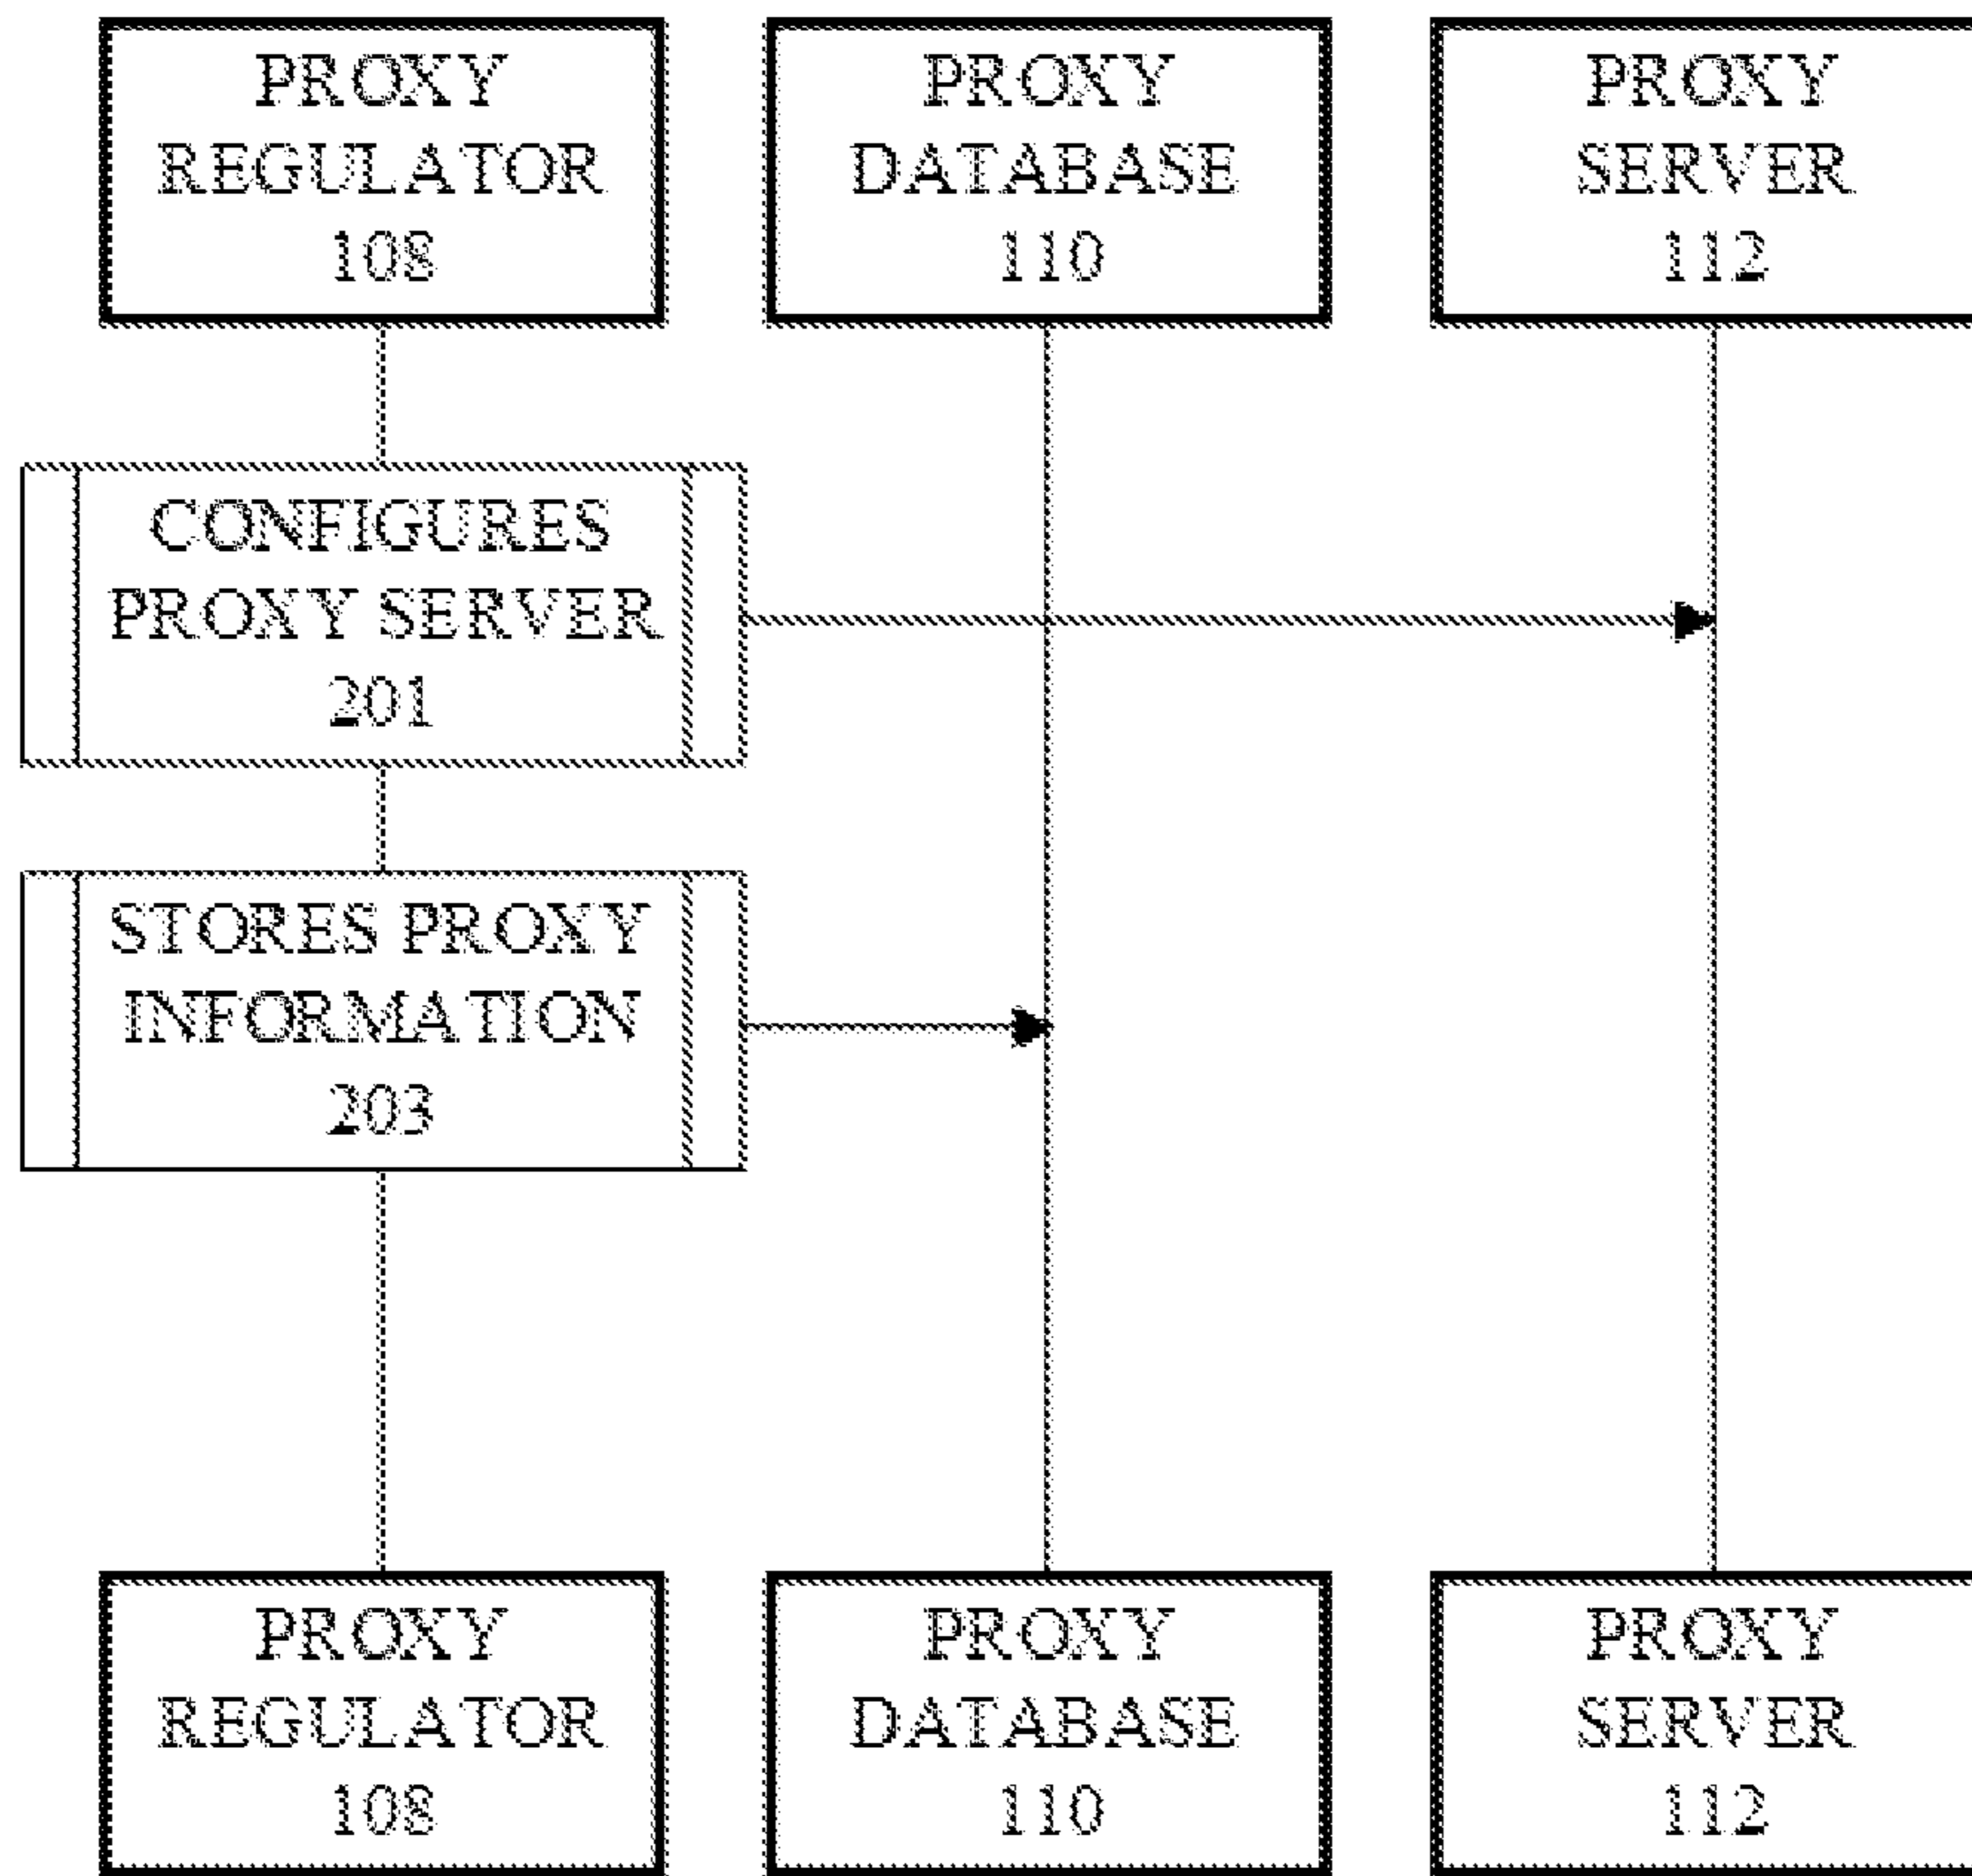 PROXY
REGULATOR
108
PROXY
DATABASE
110
PROXY
SERVER
112
CONFIGURES
PROXY SERVER
201
STORES PROXY
INFORMATION
203
PROXY
REGULATOR
108
PROXY
DATABASE
110
PROXY
SERVER
112